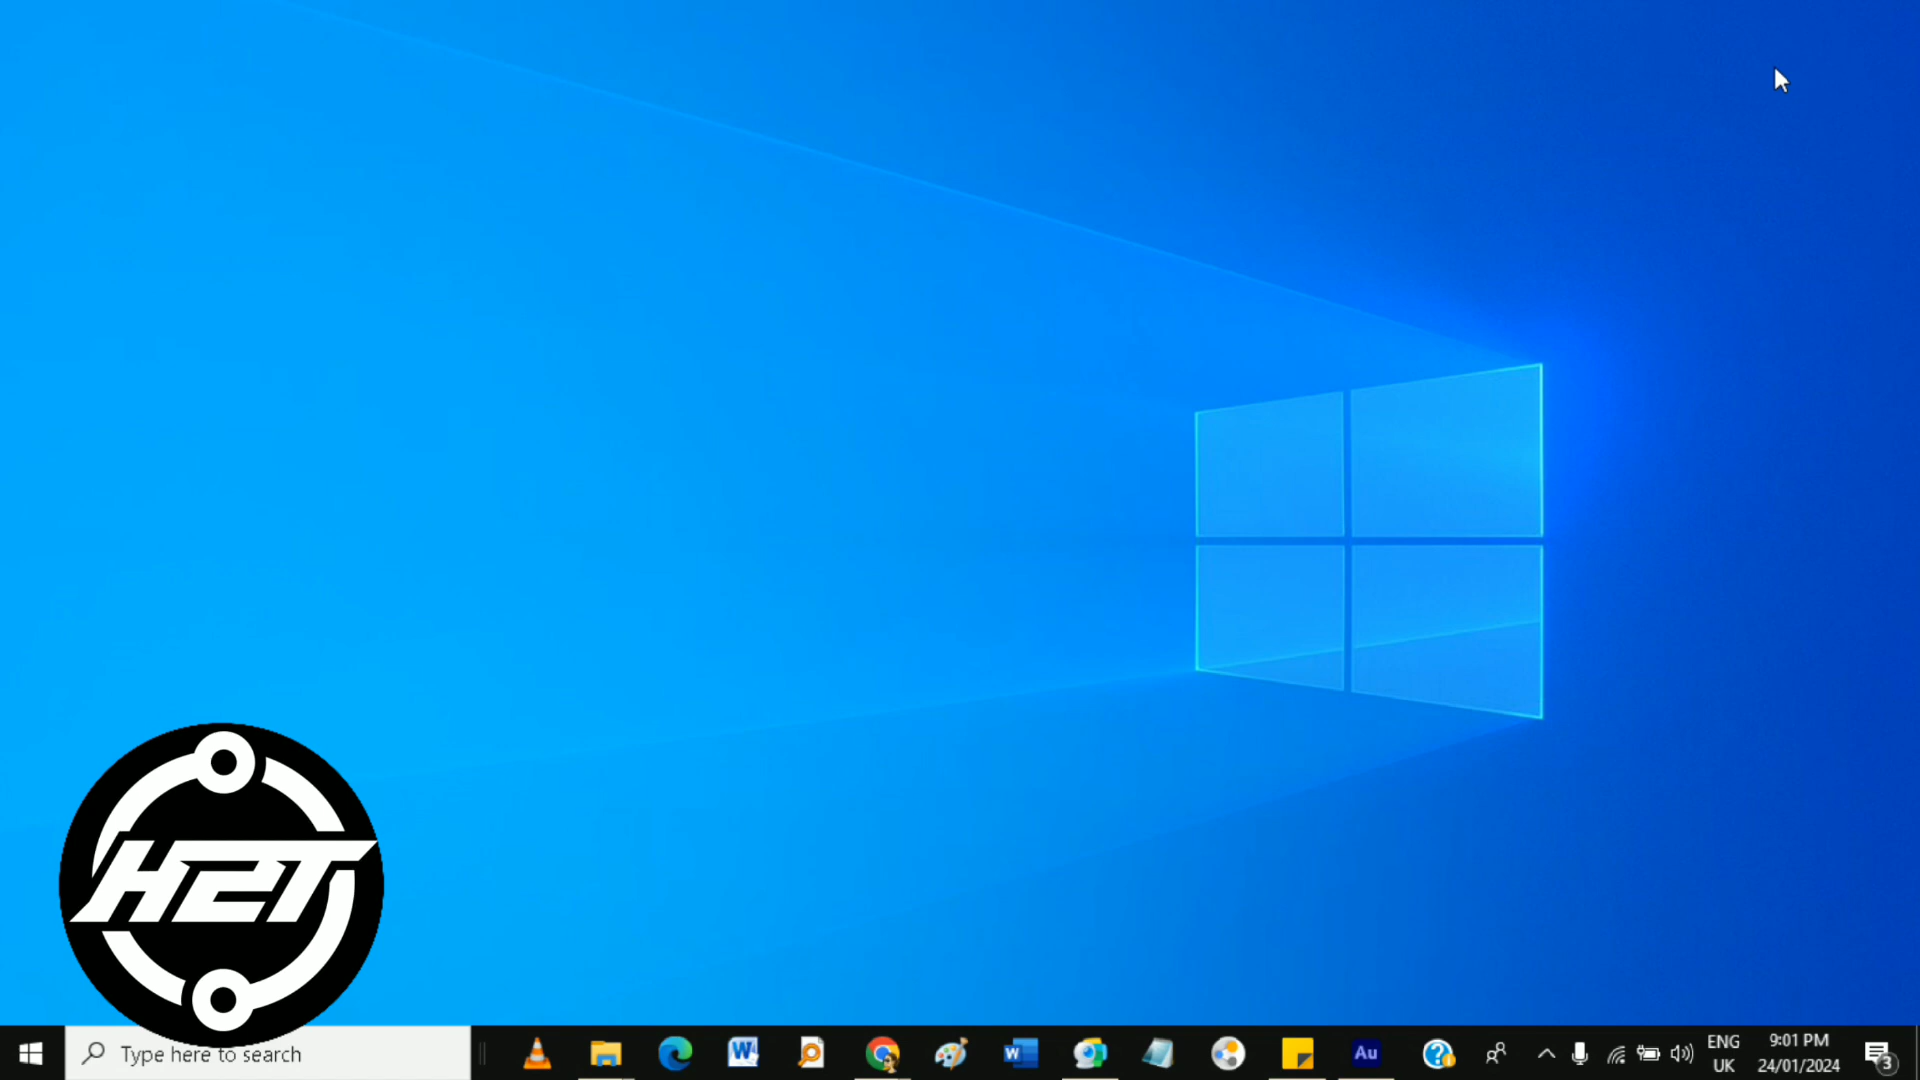 H2T
Type here to search
W
W
Au
?
ENG
UK
9:01 PM
24/01/2024
3